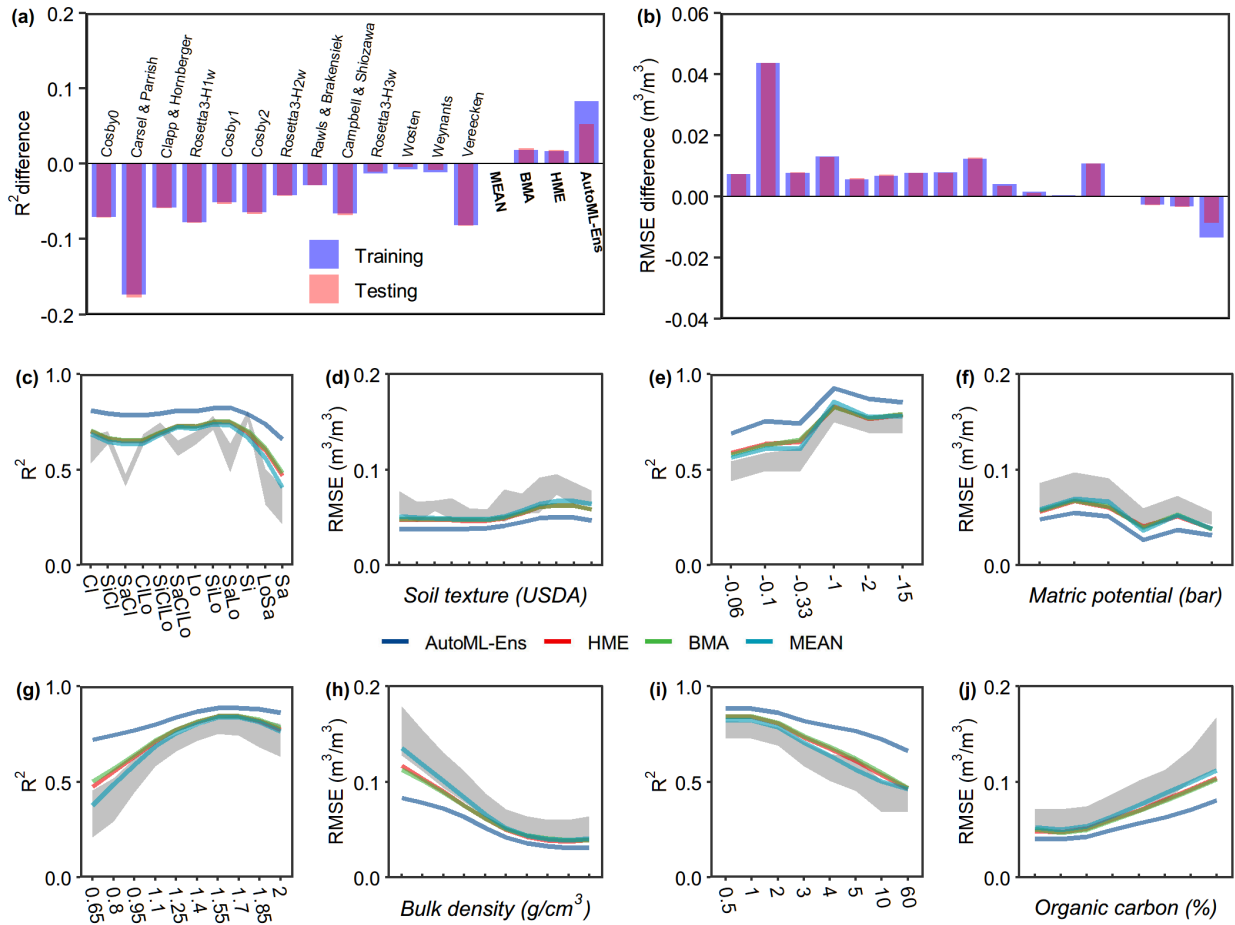 (a)
0.2
0.1
0.0
-0.1
-0.2
R² difference
Cosby0
Carsel & Parrish
Clapp & Hornberger
Rosetta3-H1w
Cosby1
Cosby2
Rosetta3-H2w
Rawls & Brakensiek
Campbell & Shiozawa
Rosetta3-H3w
Wosten
Weynants
Vereecken
MEAN
BMA
HME
AutoML-Ens
Training
Testing
(b)
0.06
0.04
0.02
0.00
-0.02
-0.04
RMSE difference (m³/m³)
(c)
1.0
0.5
0.0
R²
Cl
SiCl
SaCl
ClLo
SiClLo
SaClLo
Lo
SiLo
SaLo
Si
LoSa
Sa
(d)
0.2
0.1
0.0
RMSE (m³/m³)
Soil texture (USDA)
(e)
1.0
0.5
0.0
R²
-0.06
-0.1
-0.33
-1
-2
-15
(f)
0.2
0.1
0.0
RMSE (m³/m³)
Matric potential (bar)
AutoML-Ens
HME
BMA
MEAN
(g)
1.0
0.5
0.0
R²
0.65
0.8
0.95
1.1
1.25
1.4
1.55
1.7
1.85
2
(h)
0.2
0.1
0.0
RMSE (m³/m³)
Bulk density (g/cm³)
(i)
1.0
0.5
0.0
R²
0.5
1
2
3
4
5
10
60
(j)
0.2
0.1
0.0
RMSE (m³/m³)
Organic carbon (%)